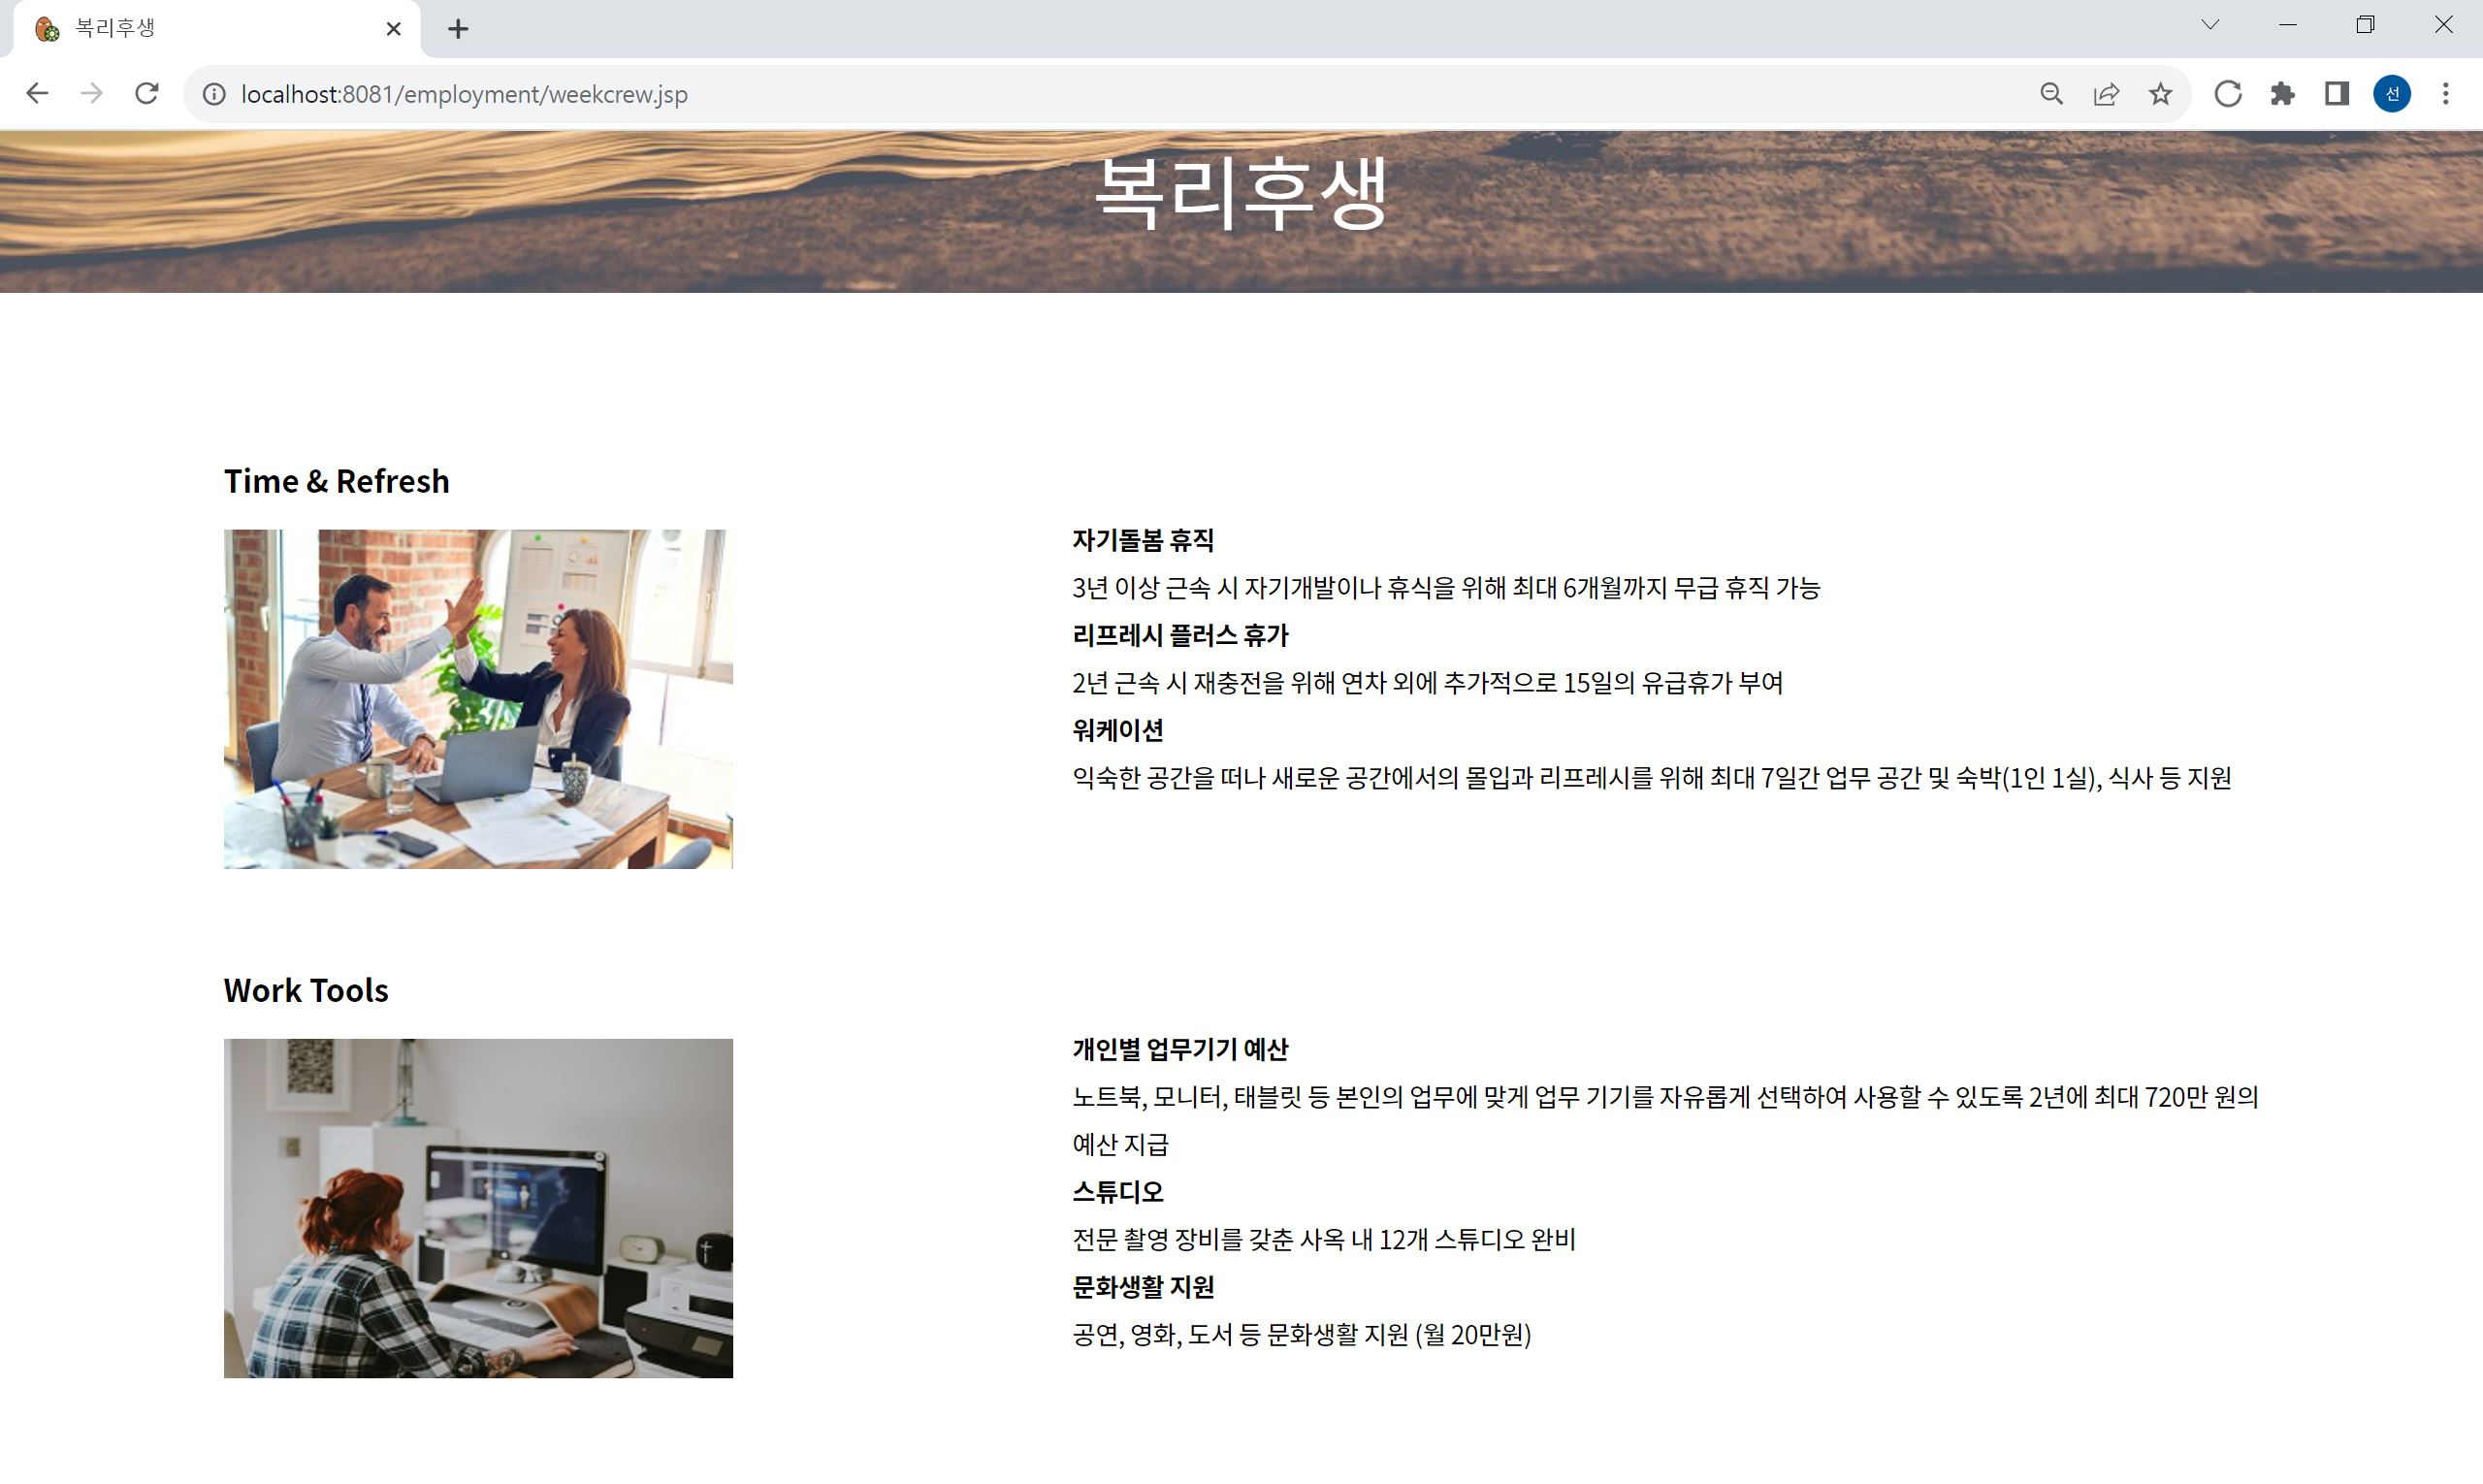 복리후생
localhost:8081/employment/weekcrew.jsp
선
복리후생
Time & Refresh
자기돌봄 휴직
3년 이상 근속 시 자기개발이나 휴식을 위해 최대 6개월까지 무급 휴직 가능
리프레시 플러스 휴가
2년 근속 시 재충전을 위해 연차 외에 추가적으로 15일의 유급휴가 부여
워케이션
익숙한 공간을 떠나 새로운 공간에서의 몰입과 리프레시를 위해 최대 7일간 업무 공간 및 숙박(1인 1실), 식사 등 지원
Work Tools
개인별 업무기기 예산
노트북, 모니터, 태블릿 등 본인의 업무에 맞게 업무 기기를 자유롭게 선택하여 사용할 수 있도록 2년에 최대 720만 원의
예산 지급
스튜디오
전문 촬영 장비를 갖춘 사옥 내 12개 스튜디오 완비
문화생활 지원
공연, 영화, 도서 등 문화생활 지원 (월 20만원)